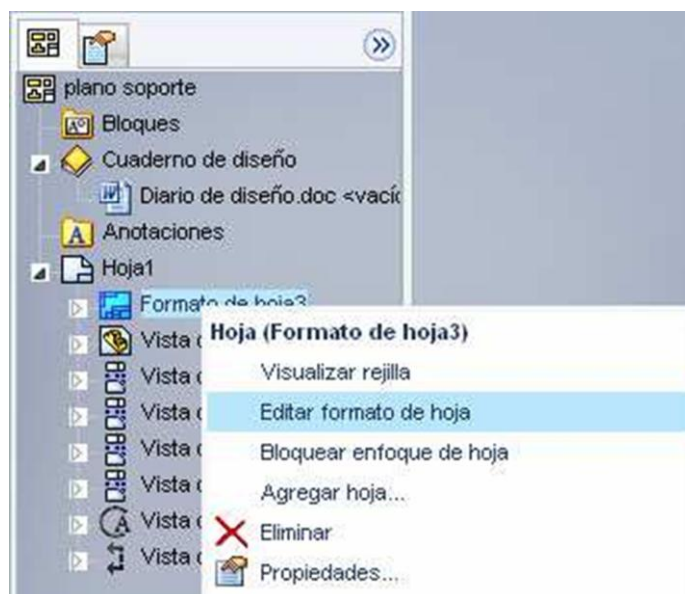 plano soporte
Bloques
Cuaderno de diseño
Diario de diseño.doc <vacío
Anotaciones
Hoja1
Formato de hoja3
Vista
Hoja (Formato de hoja3)
Visualizar rejilla
Vista
Editar formato de hoja
Vista
Bloquear enfoque de hoja
Vista
Agregar hoja...
Vista
Eliminar
Vista
Propiedades...
Vista